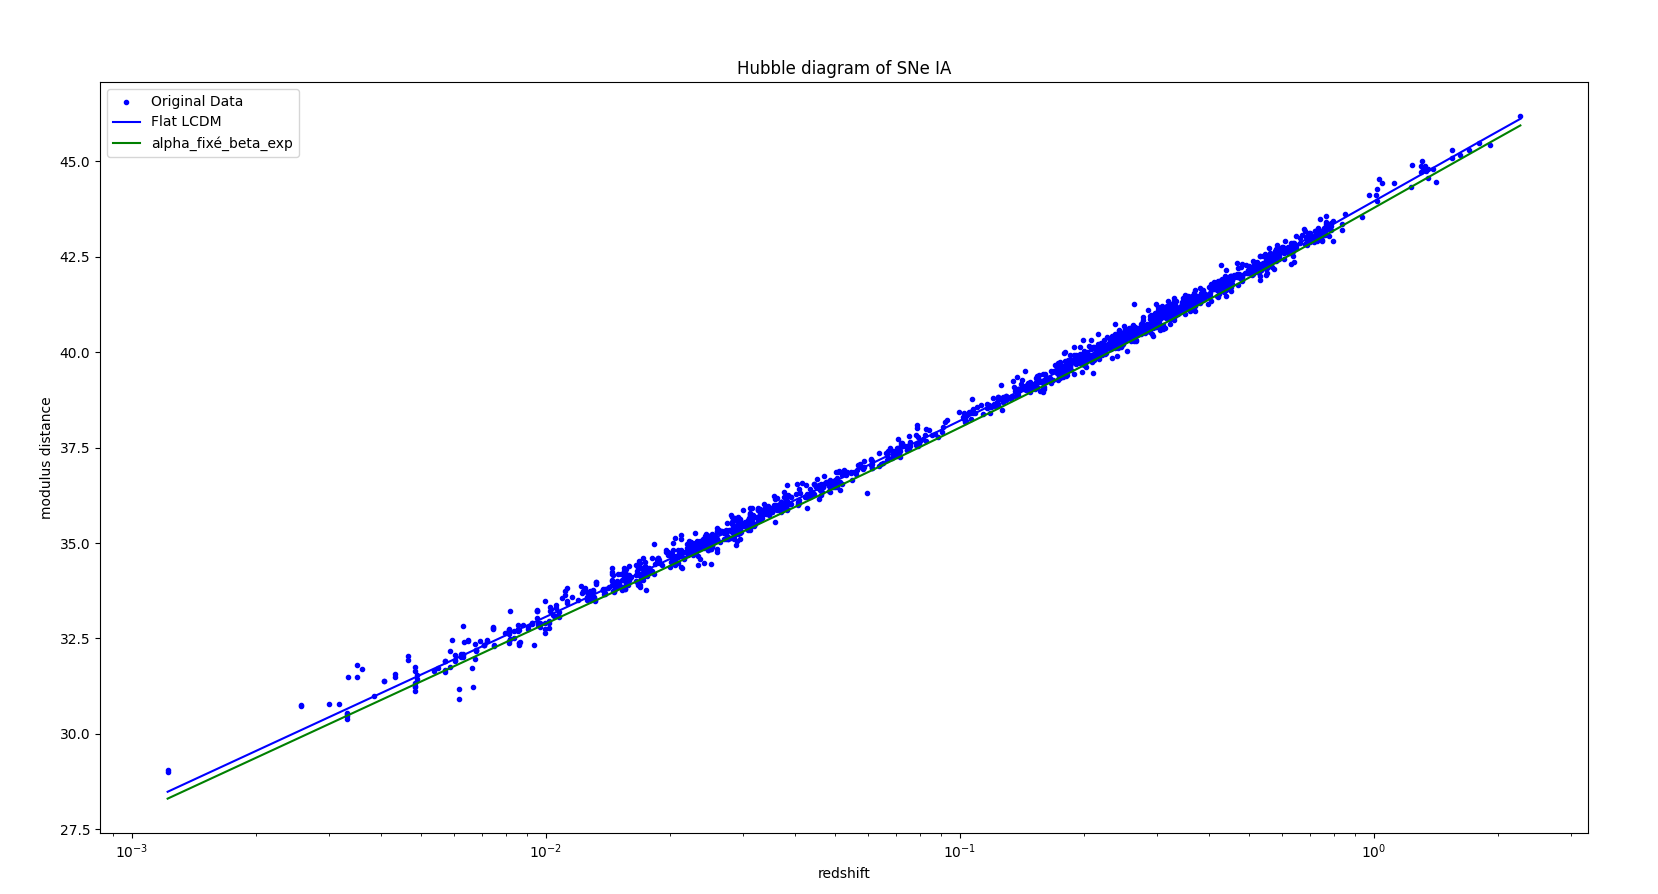 Hubble diagram of SNe IA
Original Data
Flat LCDM
alpha_fixé_beta_exp
modulus distance
45.0
42.5
40.0
37.5
35.0
32.5
30.0
27.5
10⁻³
10⁻²
10⁻¹
10⁰
redshift